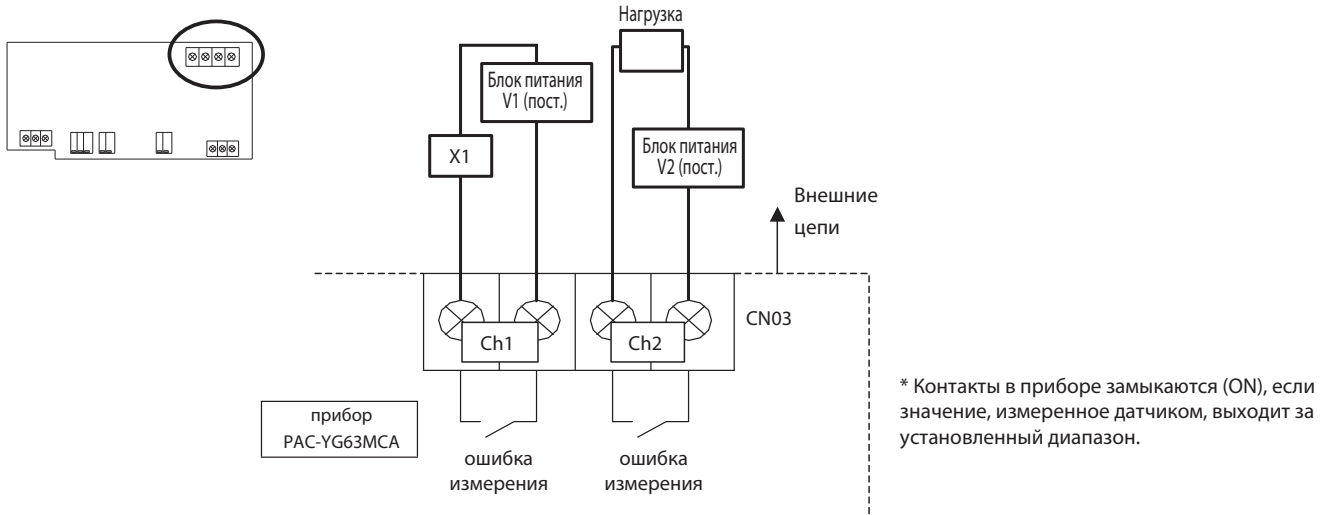 Нагрузка
Блок питания
V1 (пост.)
X1
Блок питания
V2 (пост.)
Внешние
цепи
CN03
Ch1
Ch2
прибор
PAC-YG63MCA
ошибка
измерения
ошибка
измерения
* Контакты в приборе замыкаются (ON), если
значение, измеренное датчиком, выходит за
установленный диапазон.